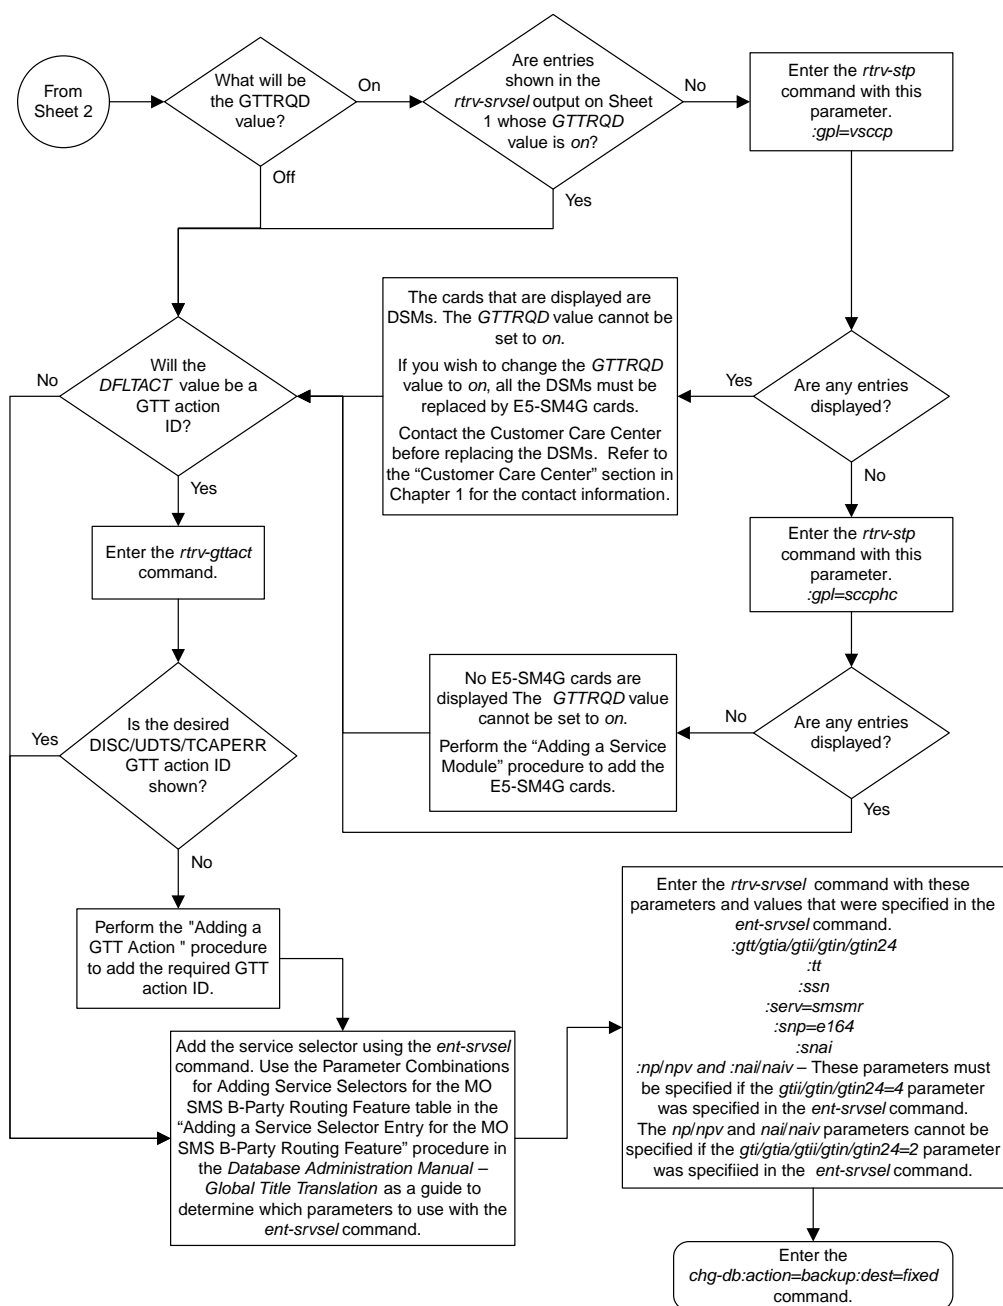 From
Sheet 2
What will be
the GTTRQD
value?
On
Off
Are entries
shown in the
rtrv-srvsel output on Sheet
1 whose GTTRQD
value is on?
No
Yes
Enter the rtrv-stp
command with this
parameter.
:gpl=vsccp
Are any entries
displayed?
Yes
No
The cards that are displayed are
DSMs. The GTTRQD value cannot be
set to on.
If you wish to change the GTTRQD
value to on, all the DSMs must be
replaced by E5-SM4G cards.
Contact the Customer Care Center
before replacing the DSMs. Refer to
the “Customer Care Center” section in
Chapter 1 for the contact information.
Enter the rtrv-stp
command with this
parameter.
:gpl=sccphc
Are any entries
displayed?
No
Yes
No E5-SM4G cards are
displayed The GTTRQD value
cannot be set to on.
Perform the “Adding a Service
Module” procedure to add the
E5-SM4G cards.
Will the
DFLTACT value be a
GTT action
ID?
No
Yes
Enter the rtrv-gttact
command.
Is the desired
DISC/UDTS/TCAPERR
GTT action ID
shown?
Yes
No
Perform the "Adding a
GTT Action " procedure
to add the required GTT
action ID.
Add the service selector using the ent-srvsel
command. Use the Parameter Combinations
for Adding Service Selectors for the MO
SMS B-Party Routing Feature table in the
“Adding a Service Selector Entry for the MO
SMS B-Party Routing Feature” procedure in
the Database Administration Manual –
Global Title Translation as a guide to
determine which parameters to use with the
ent-srvsel command.
Enter the rtrv-srvsel command with these
parameters and values that were specified in the
ent-srvsel command.
:gtt/gtia/gtii/gtin/gtin24
:tt
:ssn
:serv=smsmr
:snp=e164
:snai
:np/npv and :nai/naiv – These parameters must
be specified if the gtii/gtin/gtin24=4 parameter
was specified in the ent-srvsel command.
The np/npv and nai/naiv parameters cannot be
specified if the gti/gtia/gtii/gtin/gtin24=2 parameter
was specifiied in the ent-srvsel command.
Enter the
chg-db:action=backup:dest=fixed
command.